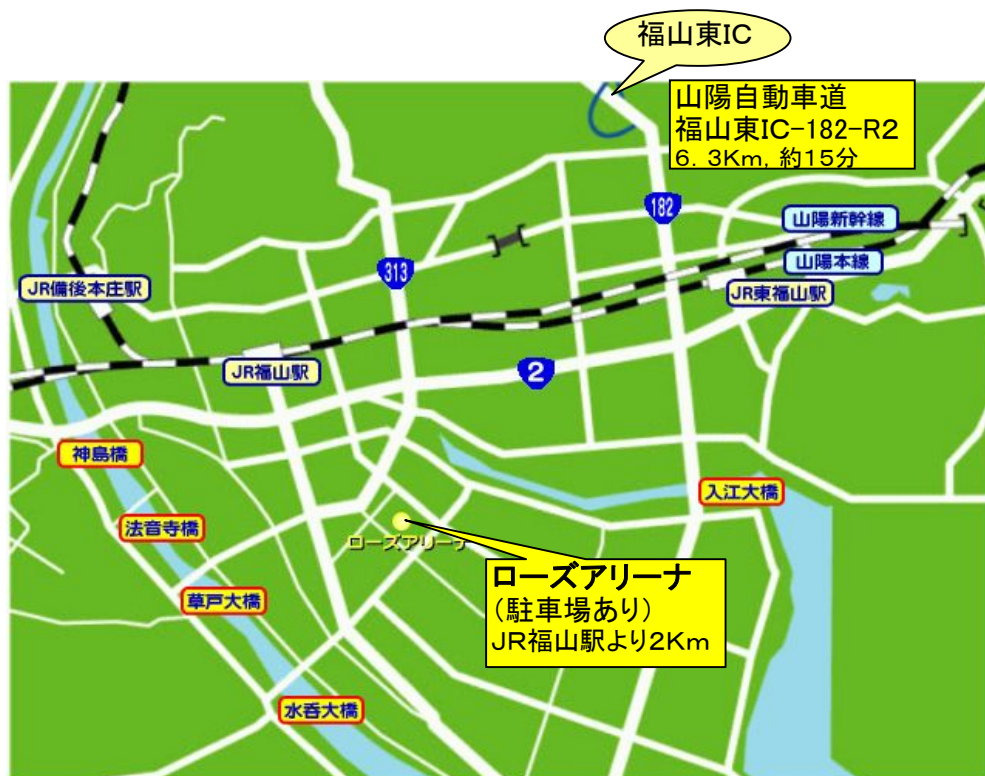 福山東IC
山陽自動車道
福山東IC-182-R2
6. 3Km, 約15分
182
山陽新幹線
313
山陽本線
JR備後本庄駅
JR東福山駅
JR福山駅
2
神島橋
入江大橋
法音寺橋
ローズアリーナ
ローズアリーナ
(駐車場あり)
JR福山駅より2Km
草戸大橋
水呑大橋